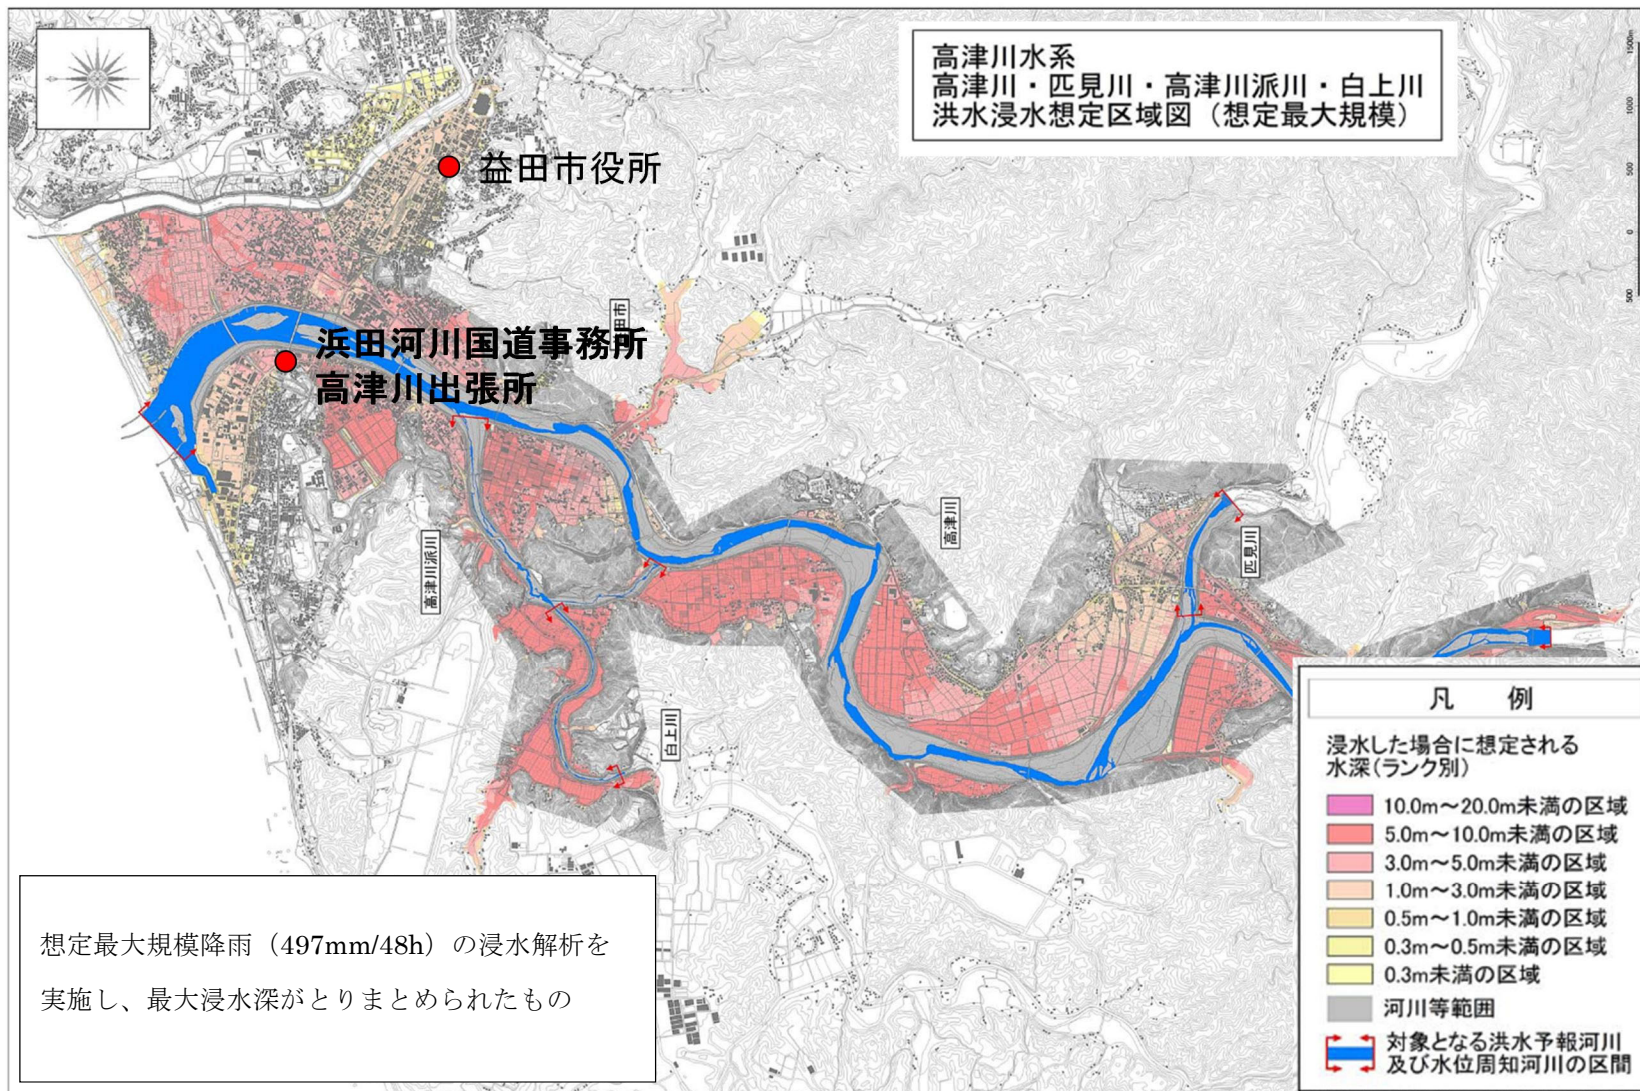 高津川水系
高津川・匹見川・高津川派川・白上川
洪水浸水想定区域図（想定最大規模）
1500m
1000
500
0
500
益田市役所
浜田河川国道事務所
高津川出張所
田市
高津川
高津川派川
匹見川
白上川
凡 例
浸水した場合に想定される
水深(ランク別)
10.0m～20.0m未満の区域
5.0m～10.0m未満の区域
3.0m～5.0m未満の区域
1.0m～3.0m未満の区域
0.5m～1.0m未満の区域
0.3m～0.5m未満の区域
0.3m未満の区域
河川等範囲
対象となる洪水予報河川
及び水位周知河川の区間
想定最大規模降雨（497mm/48h）の浸水解析を
実施し、最大浸水深がとりまとめられたもの